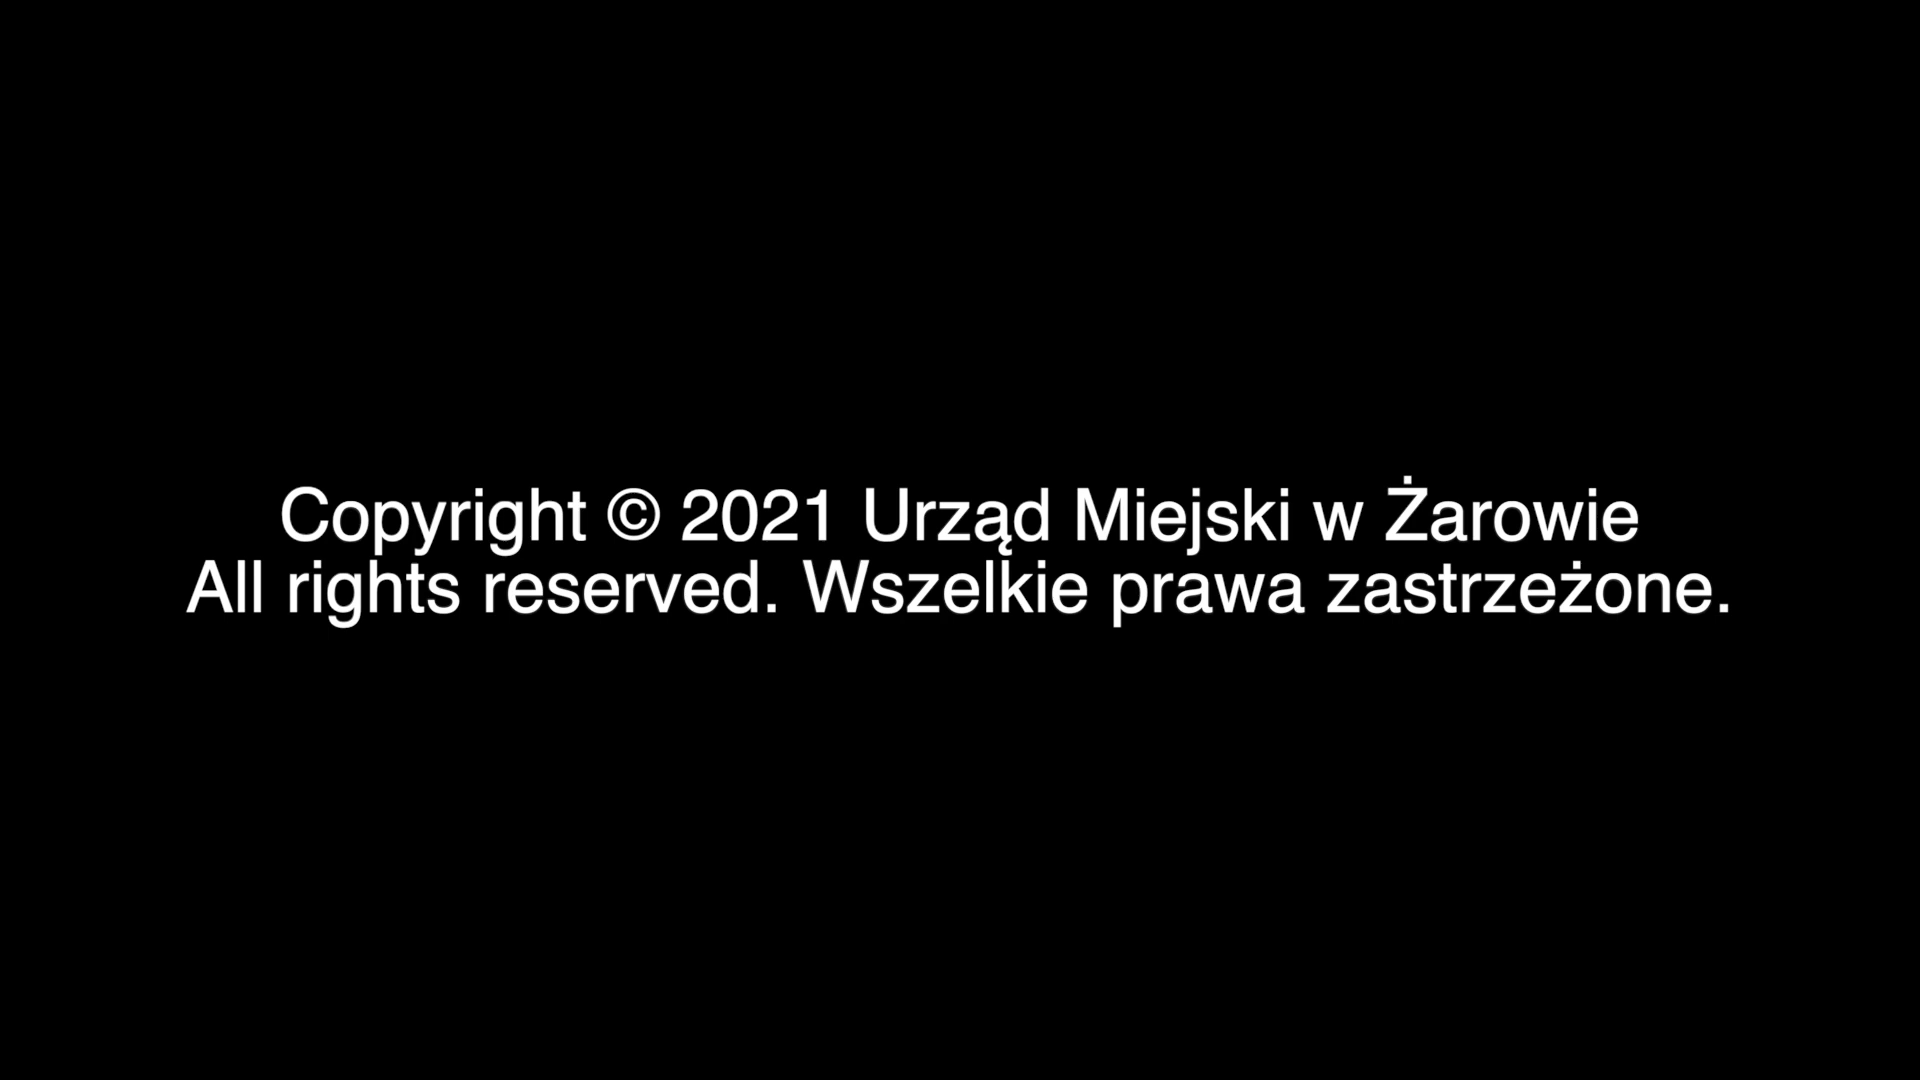 Copyright © 2021 Urząd Miejski w Żarowie
All rights reserved. Wszelkie prawa zastrzeżone.